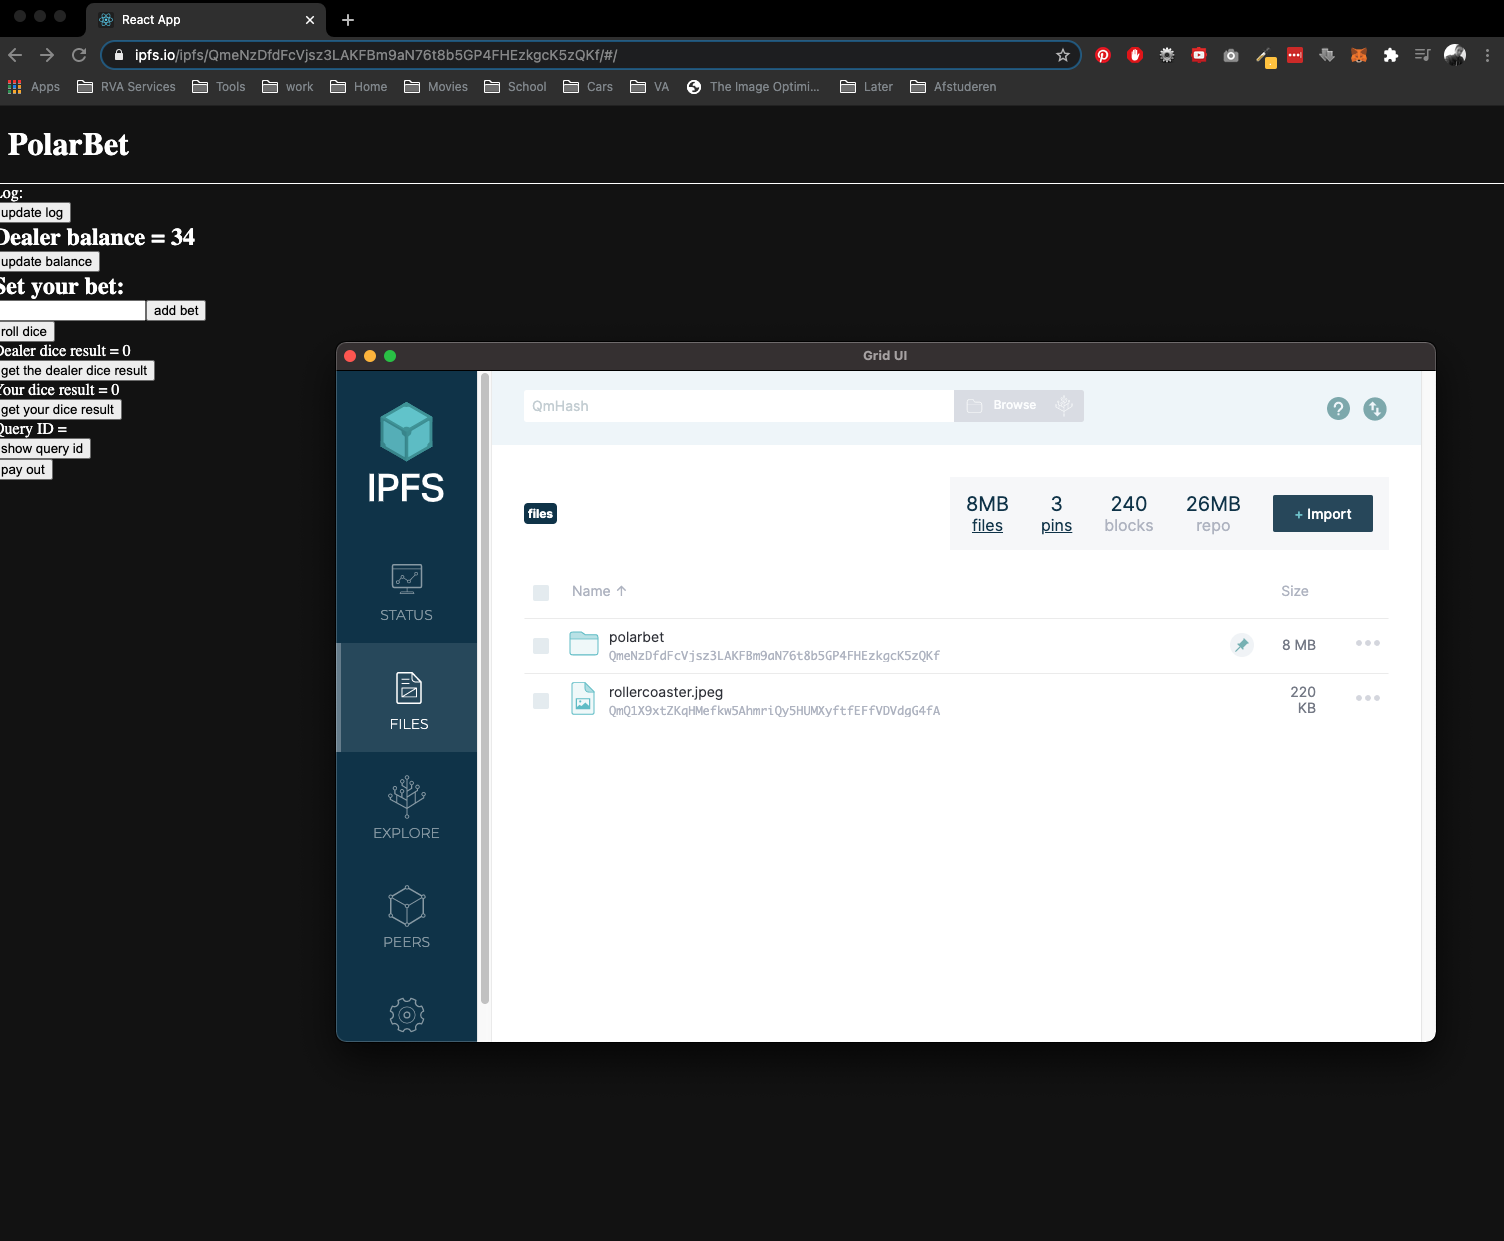 React App
ipfs.io/ipfs/QmeNzDfdFcVjsz3LAKFBm9aN76t8b5GP4FHEzkgcK5zQKf/#/
Apps RVA Services Tools work Home Movies School Cars VA The Image Optimi... Later Afstuderen
PolarBet
Log:
update log
Dealer balance = 34
update balance
Set your bet:
add bet
roll dice
Dealer dice result = 0
get the dealer dice result
Your dice result = 0
get your dice result
Query ID =
show query id
pay out
Grid UI
IPFS
STATUS
FILES
EXPLORE
PEERS
QmHash Browse
files
8MB 3 240 26MB
files pins blocks repo
+ Import
Name ↑ Size
polarbet
QmeNzDfdFcVjsz3LAKFBm9aN76t8b5GP4FHEzkgcK5zQKf
8 MB
rollercoaster.jpeg
QmQ1X9xtZKqHMefkw5AhmriQy5HUMXyftfEFfVDVdgG4fA
220
KB